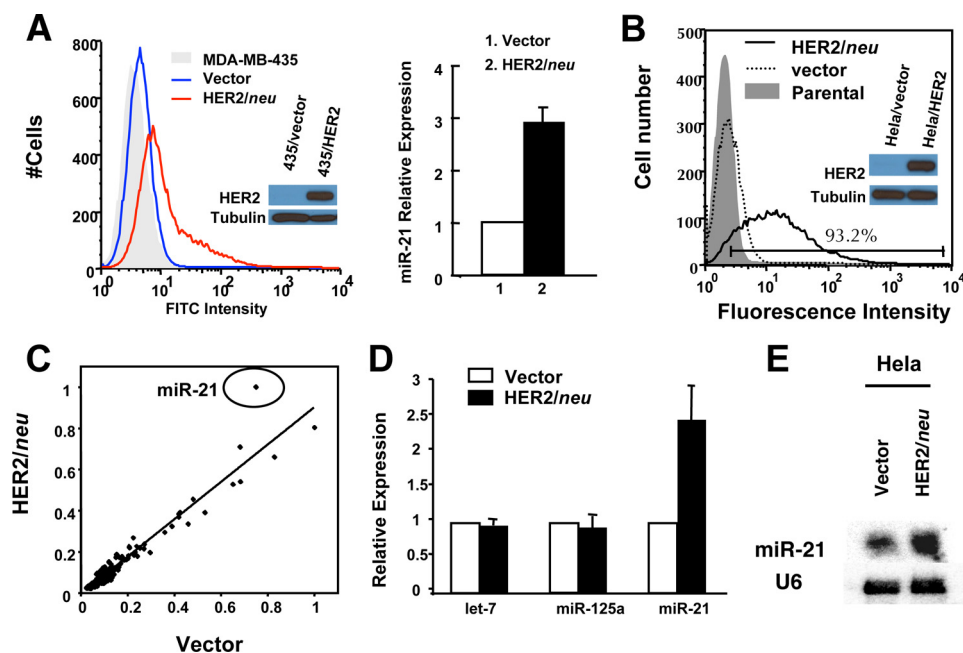 A
800
600
400
200
0
#Cells
MDA-MB-435
Vector
HER2/neu
435/vector
435/HER2
HER2
Tubulin
10⁰ 10¹ 10² 10³ 10⁴
FITC Intensity
1. Vector
2. HER2/neu
miR-21 Relative Expression
4
3
2
1
0
1 2
B
500
400
300
200
100
0
Cell number
HER2/neu
vector
Parental
Hela/vector
Hela/HER2
HER2
Tubulin
93.2%
10⁰ 10¹ 10² 10³ 10⁴
Fluorescence Intensity
C
HER2/neu
1
0.8
0.6
0.4
0.2
0
miR-21
0 0.2 0.4 0.6 0.8 1
Vector
D
Vector
HER2/neu
Relative Expression
3
2.5
2
1.5
1
0.5
0
let-7 miR-125a miR-21
E
Hela
Vector
HER2/neu
miR-21
U6